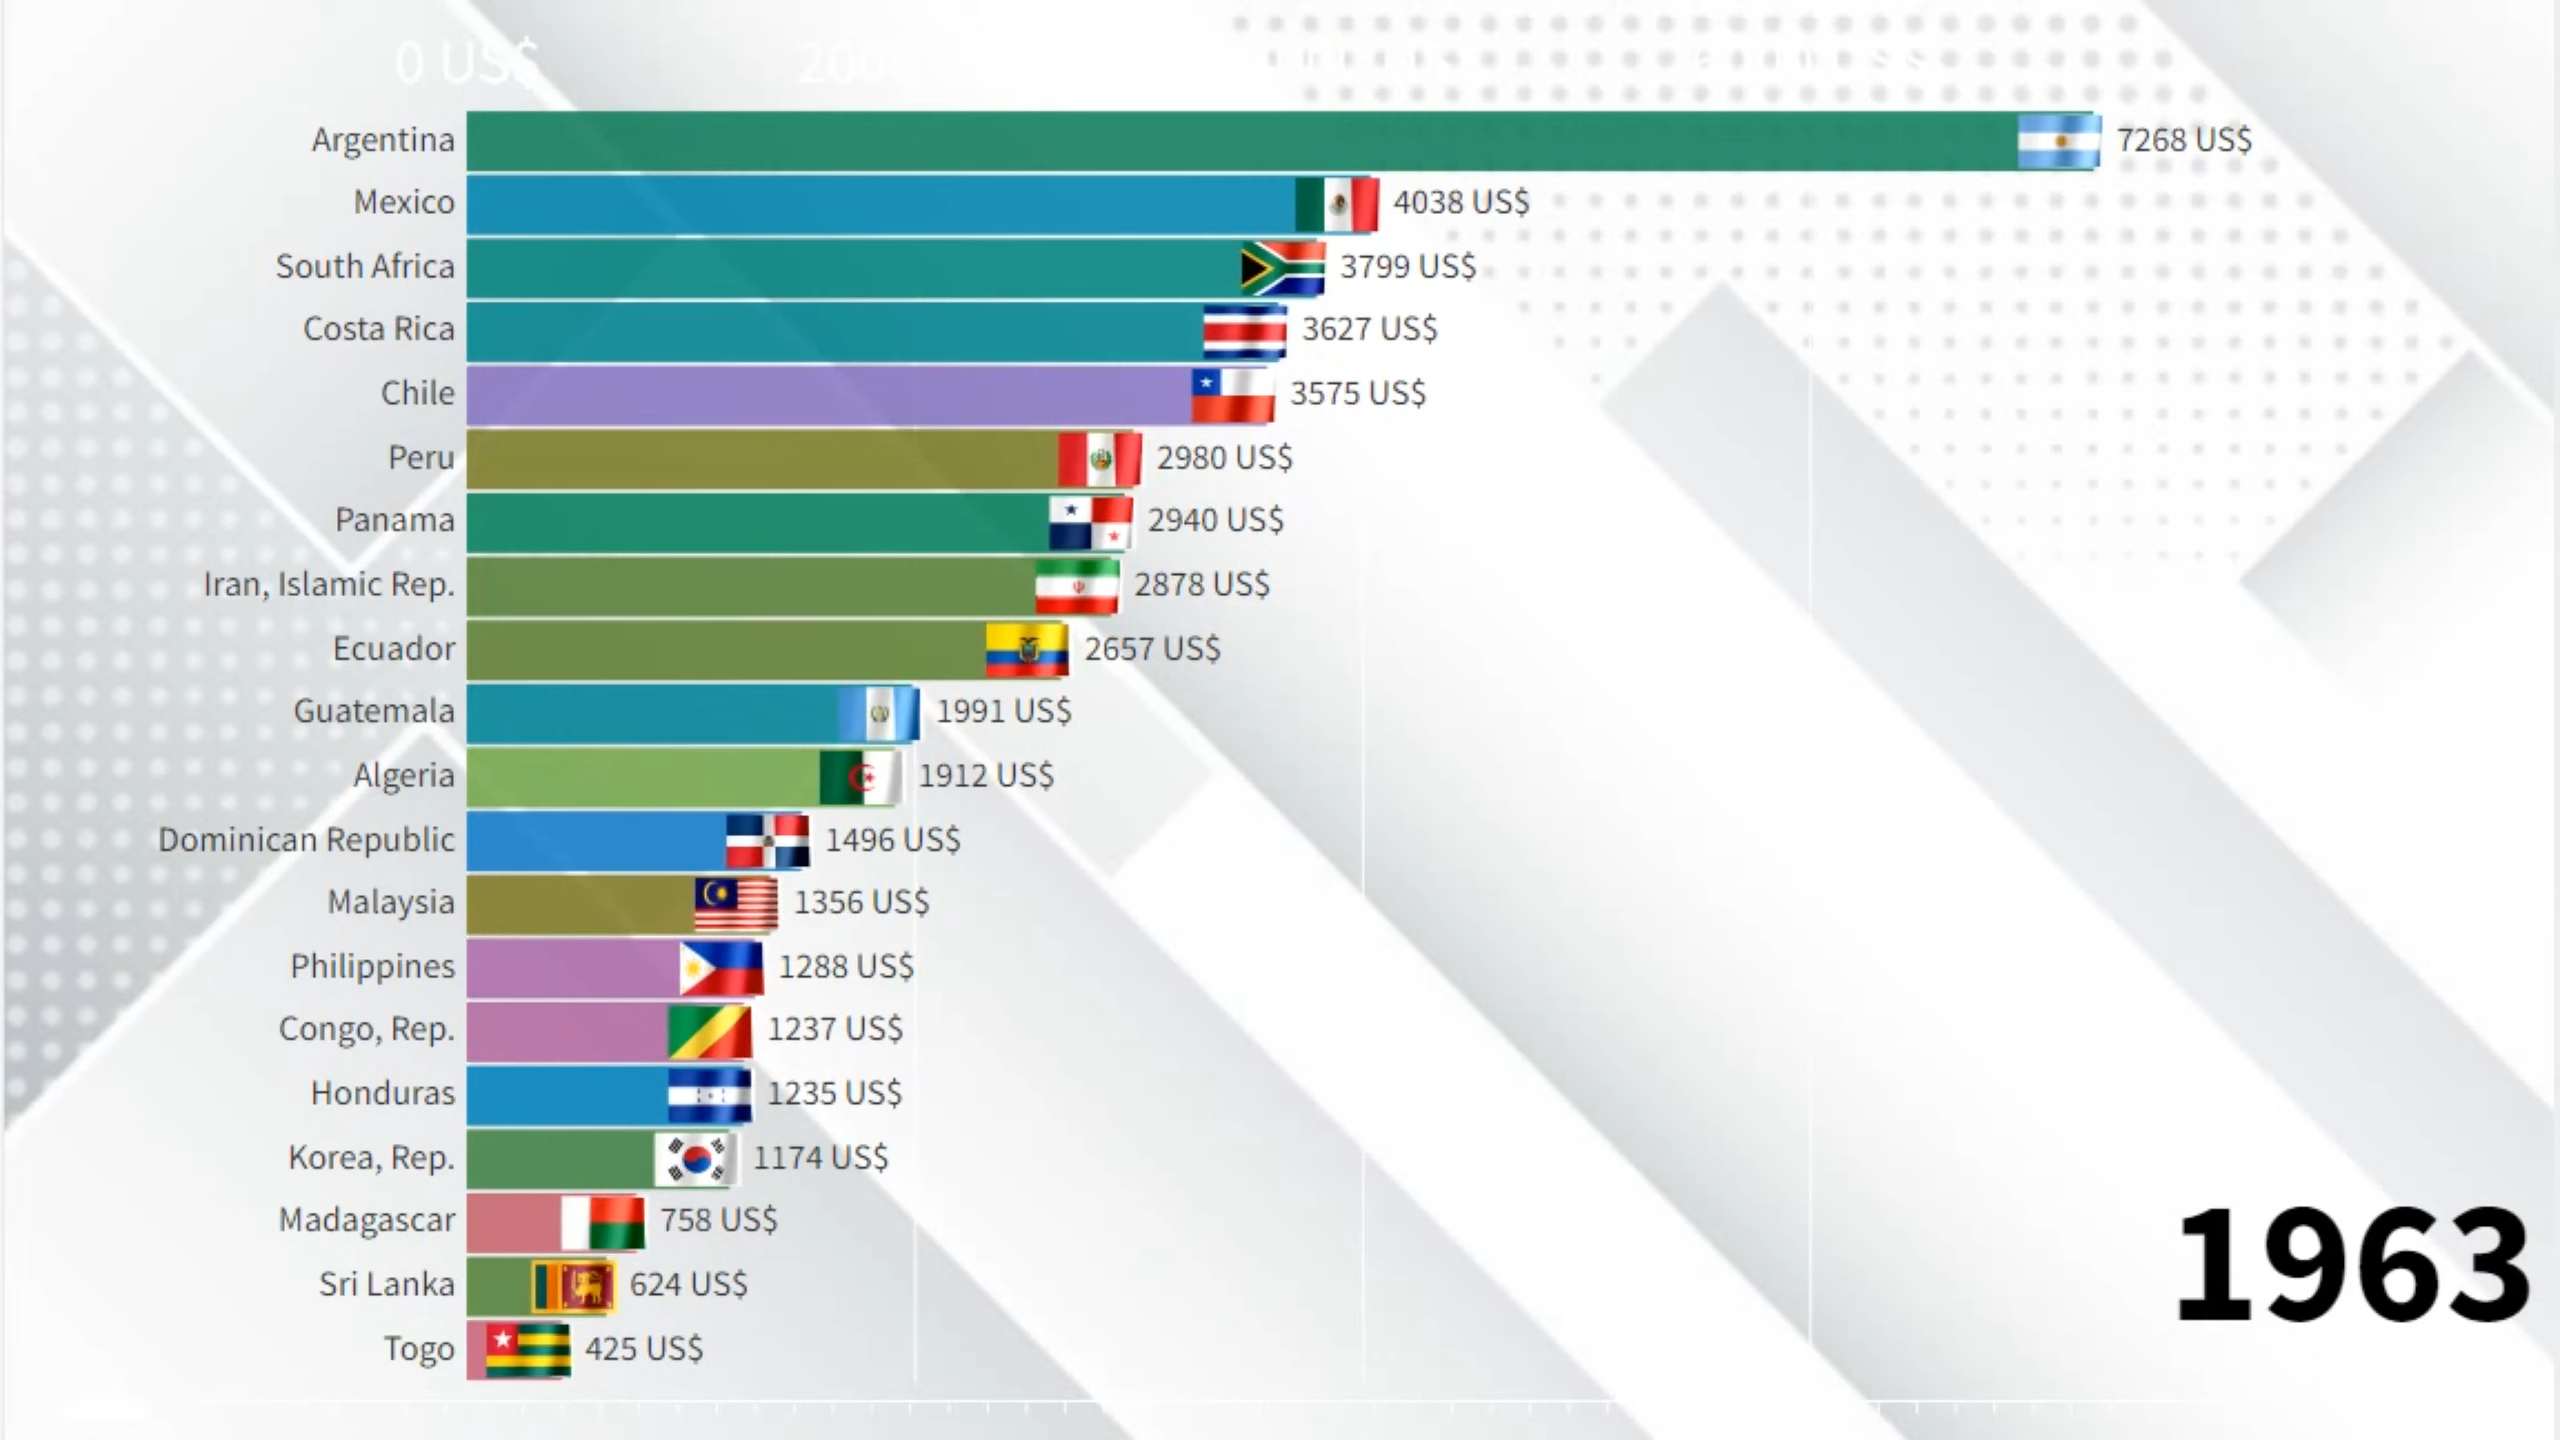 0 US$
Argentina 7268 US$
Mexico 4038 US$
South Africa 3799 US$
Costa Rica 3627 US$
Chile 3575 US$
Peru 2980 US$
Panama 2940 US$
Iran, Islamic Rep. 2878 US$
Ecuador 2657 US$
Guatemala 1991 US$
Algeria 1912 US$
Dominican Republic 1496 US$
Malaysia 1356 US$
Philippines 1288 US$
Congo, Rep. 1237 US$
Honduras 1235 US$
Korea, Rep. 1174 US$
Madagascar 758 US$
Sri Lanka 624 US$
Togo 425 US$
1963